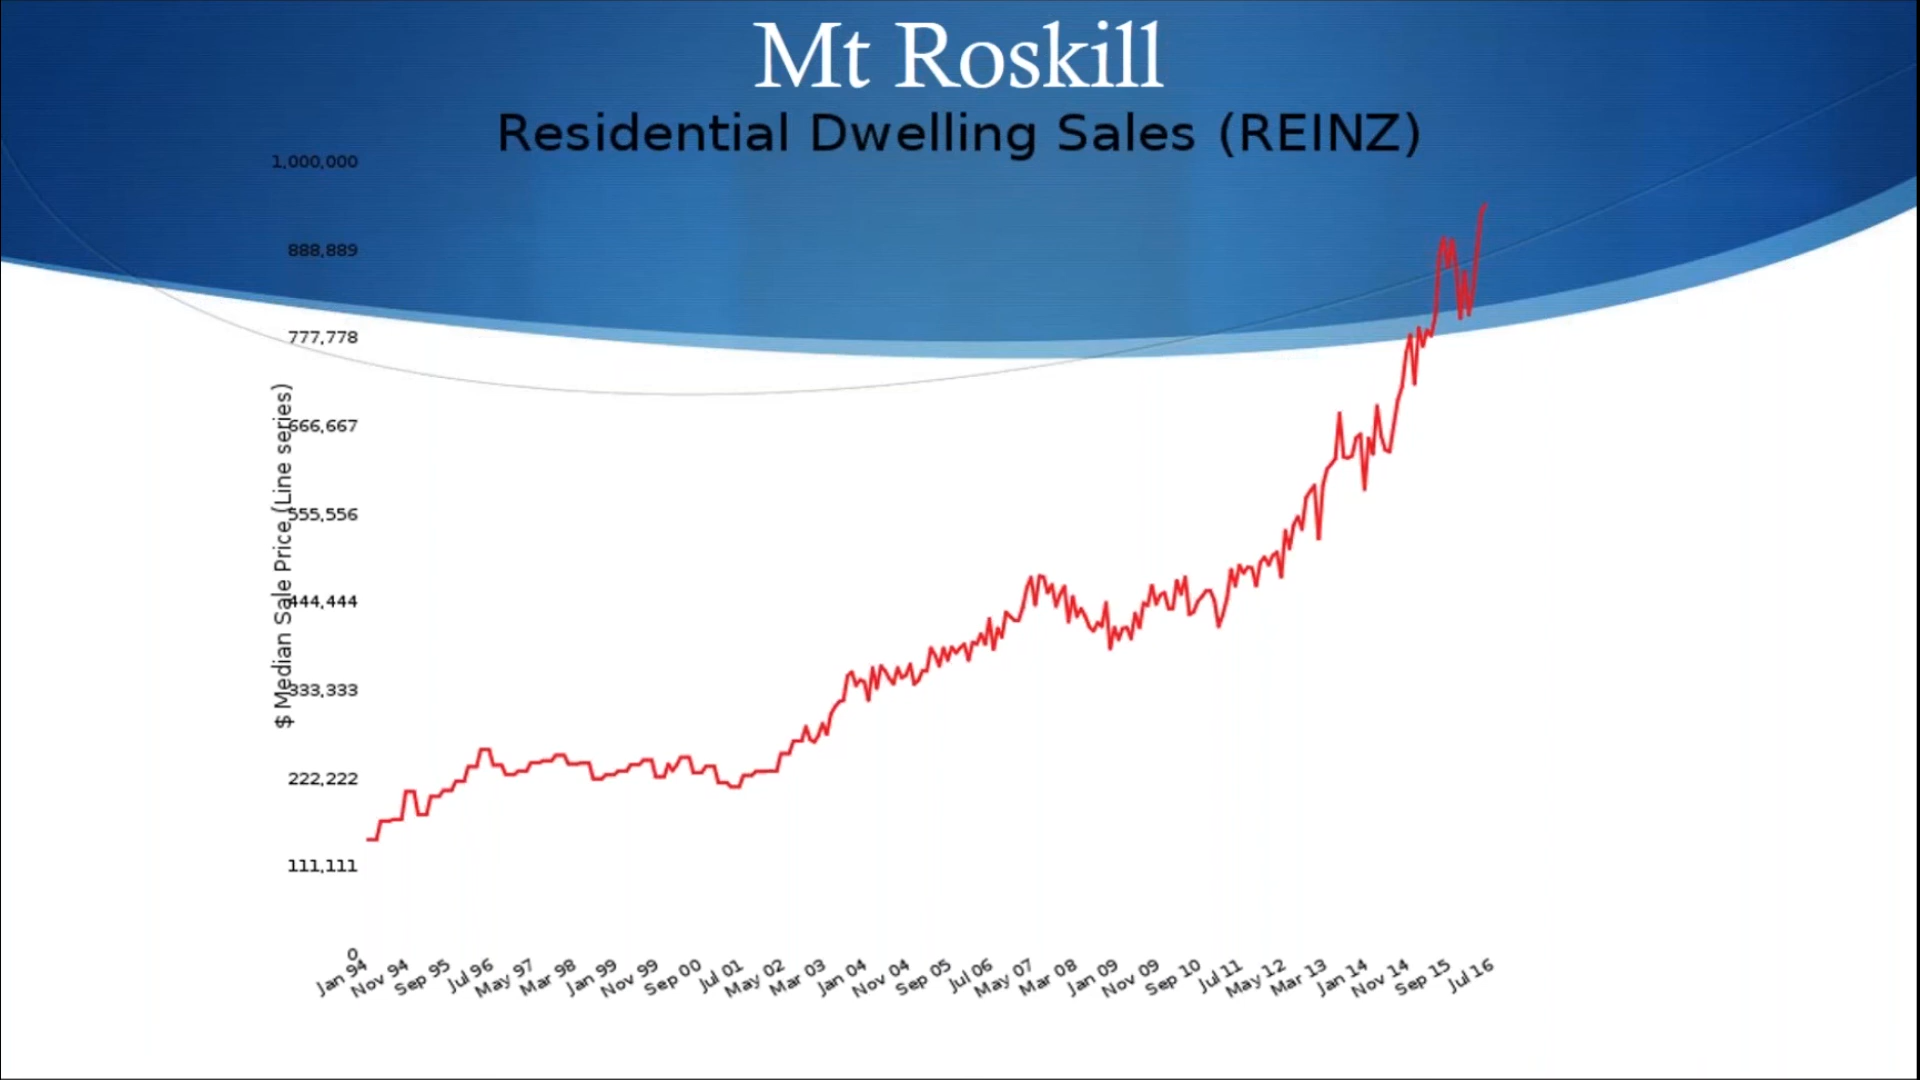 Mt Roskill
Residential Dwelling Sales (REINZ)
1,000,000
888,889
777,778
666,667
555,556
444,444
333,333
222,222
111,111
0
$ Median Sale Price (Line series)
Jan 94
Nov 94
Sep 95
Jul 96
May 97
Mar 98
Jan 99
Nov 99
Sep 00
Jul 01
May 02
Mar 03
Jan 04
Nov 04
Sep 05
Jul 06
May 07
Mar 08
Jan 09
Nov 09
Sep 10
Jul 11
May 12
Mar 13
Jan 14
Nov 14
Sep 15
Jul 16